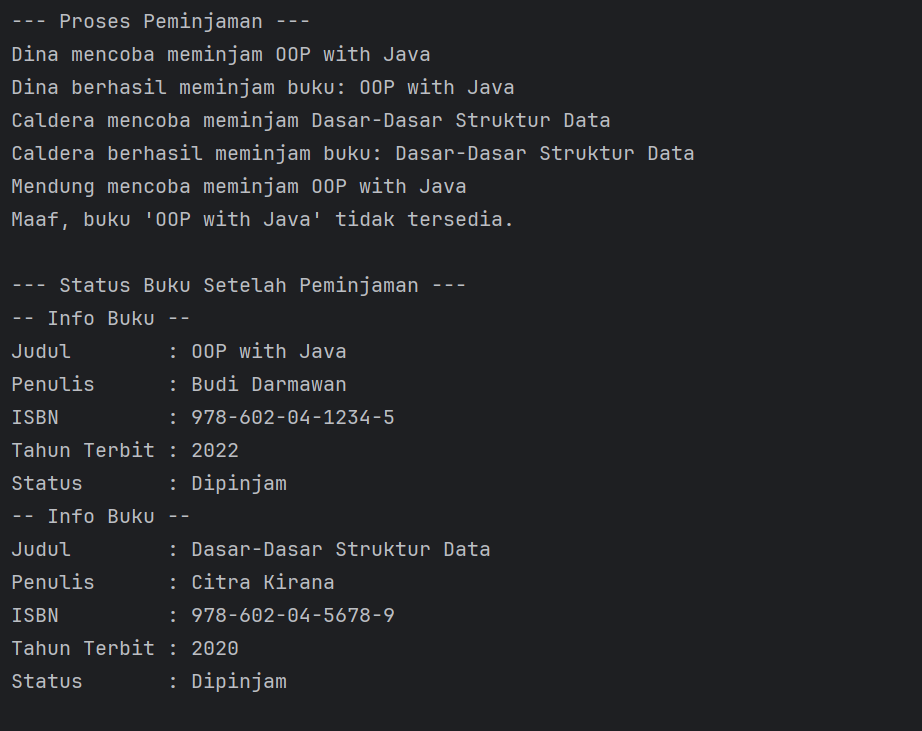 --- Proses Peminjaman ---
Dina mencoba meminjam OOP with Java
Dina berhasil meminjam buku: OOP with Java
Caldera mencoba meminjam Dasar-Dasar Struktur Data
Caldera berhasil meminjam buku: Dasar-Dasar Struktur Data
Mendung mencoba meminjam OOP with Java
Maaf, buku 'OOP with Java' tidak tersedia.

--- Status Buku Setelah Peminjaman ---
-- Info Buku --
Judul        : OOP with Java
Penulis      : Budi Darmawan
ISBN         : 978-602-04-1234-5
Tahun Terbit : 2022
Status       : Dipinjam
-- Info Buku --
Judul        : Dasar-Dasar Struktur Data
Penulis      : Citra Kirana
ISBN         : 978-602-04-5678-9
Tahun Terbit : 2020
Status       : Dipinjam